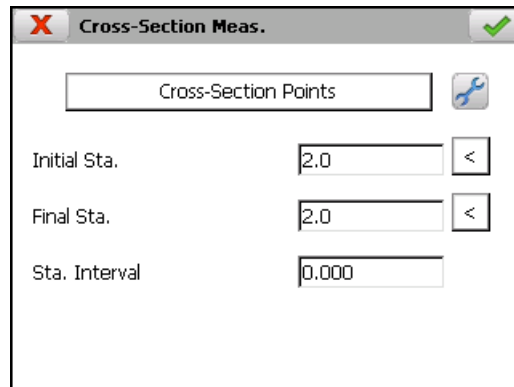 Cross-Section Meas.
Cross-Section Points
Initial Sta. 2.0 <
Final Sta. 2.0 <
Sta. Interval 0.000